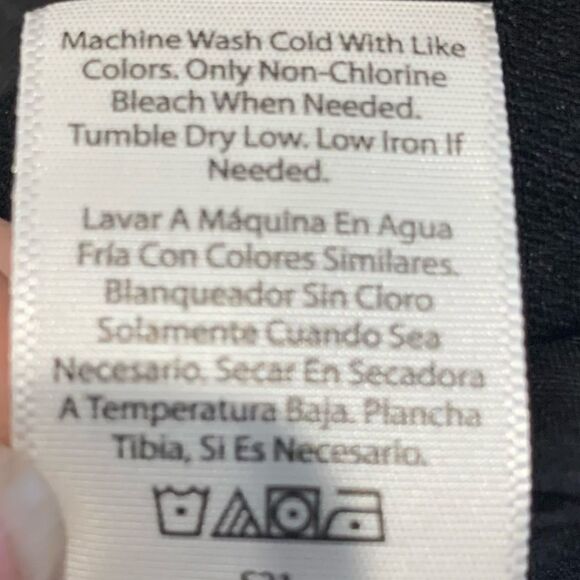 Machine Wash Cold With Like
Colors. Only Non-Chlorine
Bleach When Needed.
Tumble Dry Low. Low Iron If
Needed.
Lavar A Máquina En Agua
Fría Con Colores Similares.
Blanqueador Sin Cloro
Solamente Cuando Sea
Necesario. Secar En Secadora
A Temperatura Baja. Plancha
Tibia, Si Es Necesario.